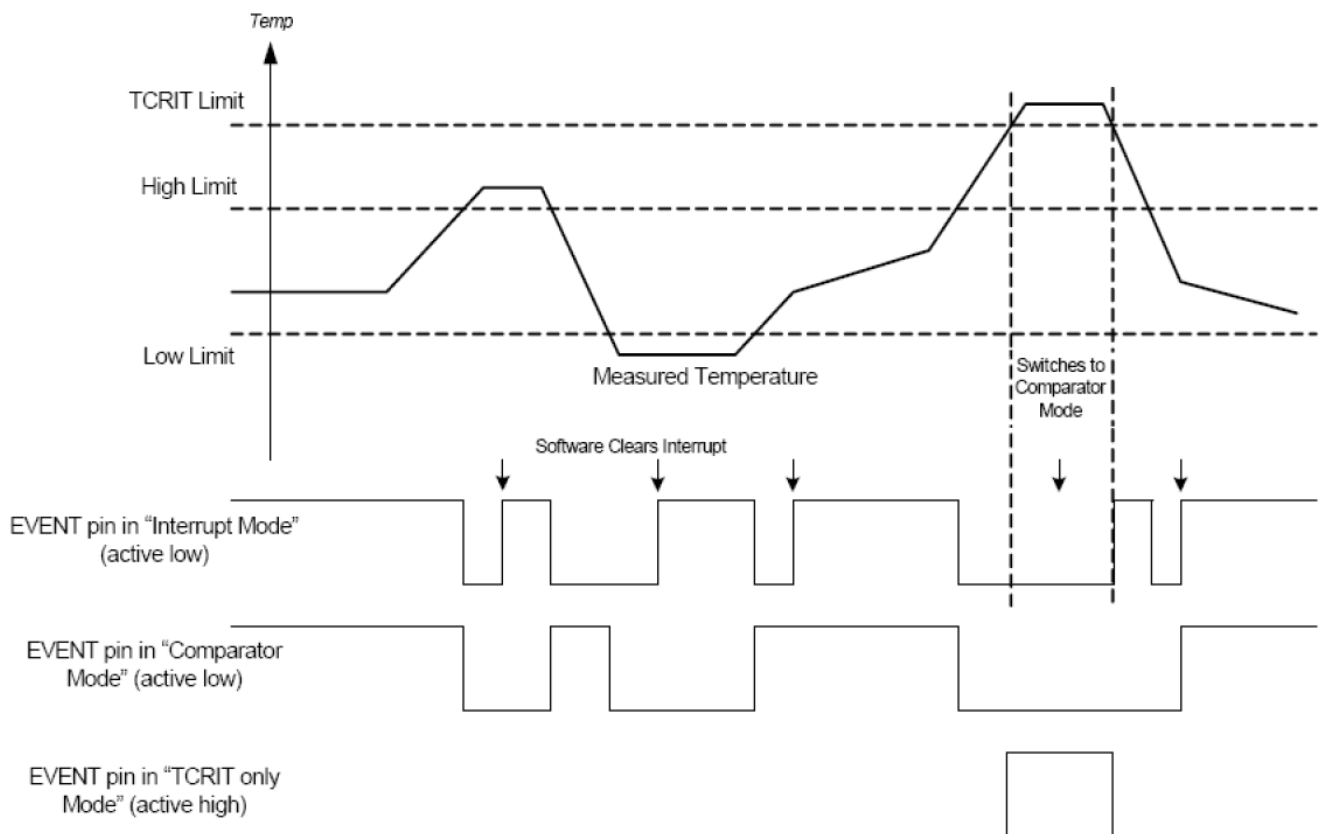 Temp
TCRIT Limit
High Limit
Low Limit
Measured Temperature
Switches to
Comparator
Mode
Software Clears Interrupt
EVENT pin in “Interrupt Mode”
(active low)
EVENT pin in “Comparator
Mode” (active low)
EVENT pin in “TCRIT only
Mode” (active high)